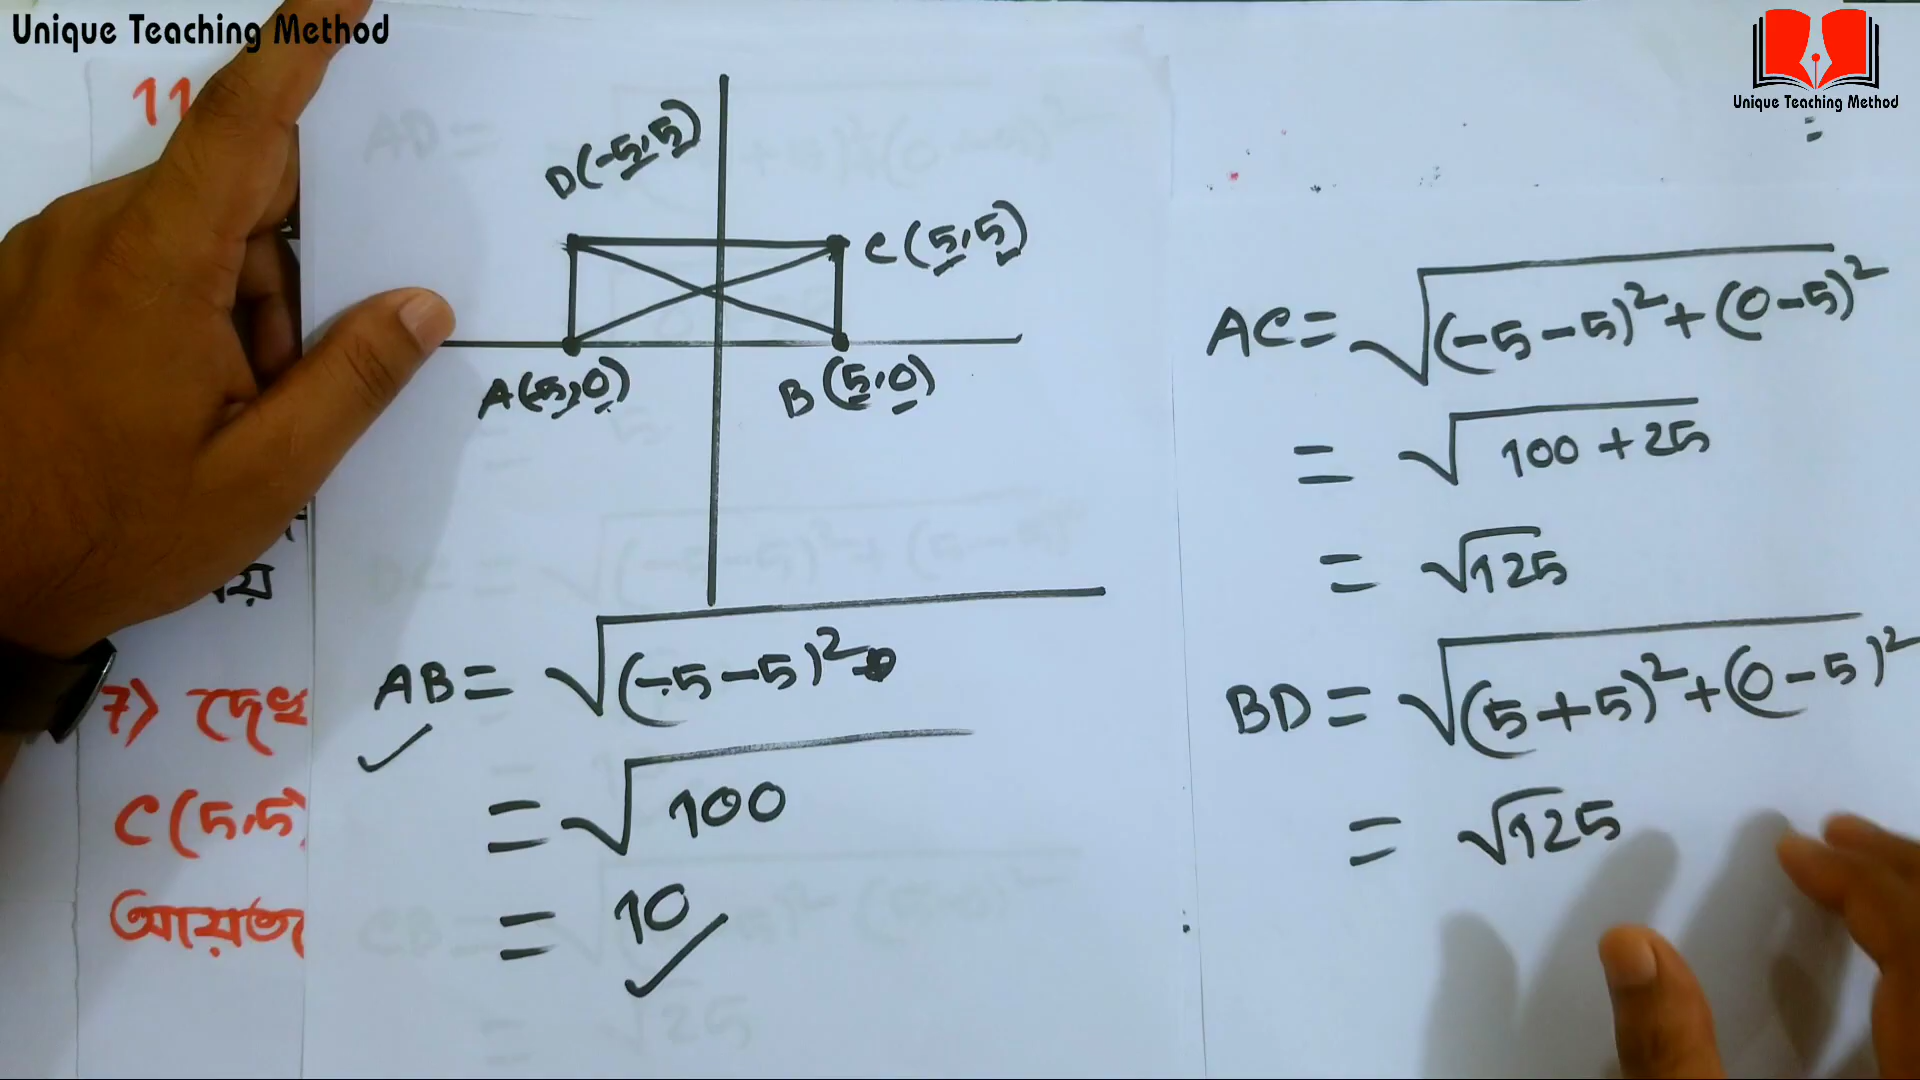 Unique Teaching Method
Unique Teaching Method
11
D(-5,5)
C(5,5)
A(-5,0)
B(5,0)
AB = √(-5-5)²
= √100
= 10
AC = √(-5-5)²+(0-5)²
= √100+25
= √125
BD = √(5+5)²+(0-5)²
= √125
7) দেখ
C(5,5)
আয়ত